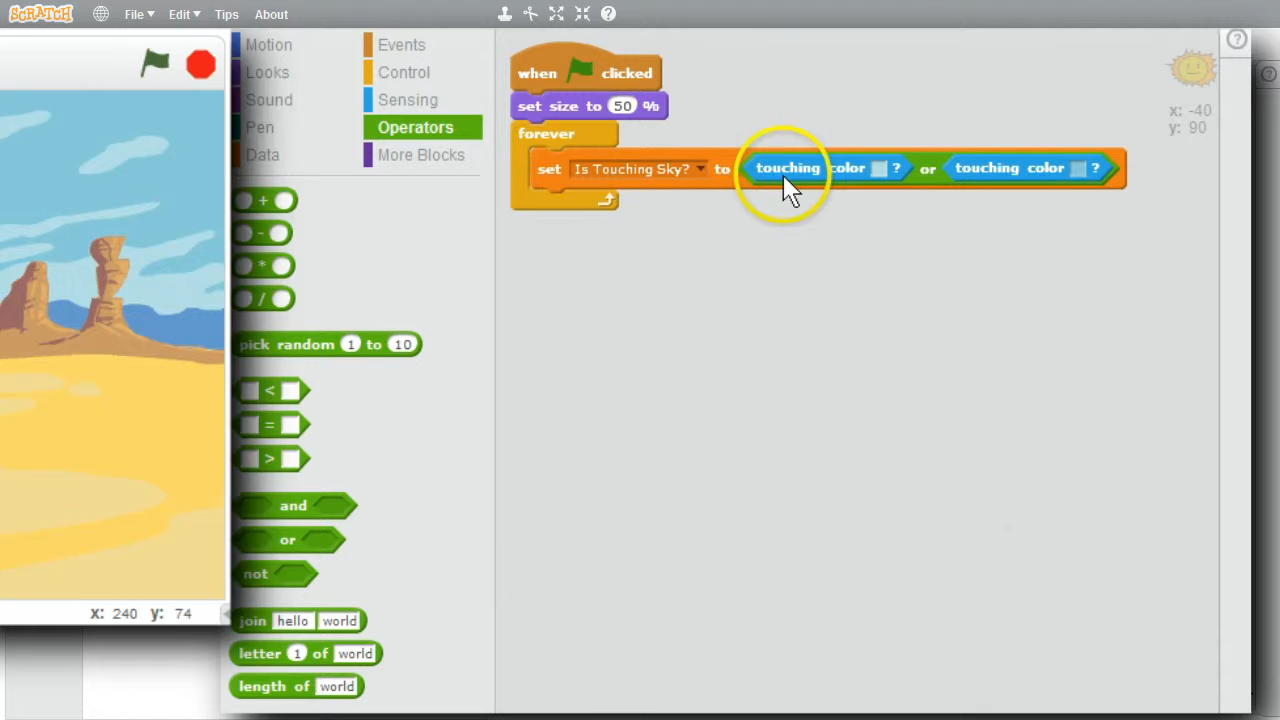 SCRATCH File Edit Tips About
Motion Events
Looks Control
Sound Sensing
Pen Operators
Data More Blocks
+
-
*
/
pick random 1 to 10
<
=
>
and
or
not
join hello world
letter 1 of world
length of world
when clicked
set size to 50 %
forever
set Is Touching Sky? to touching color ? or touching color ?
x: -40
y: 90
x: 240 y: 74